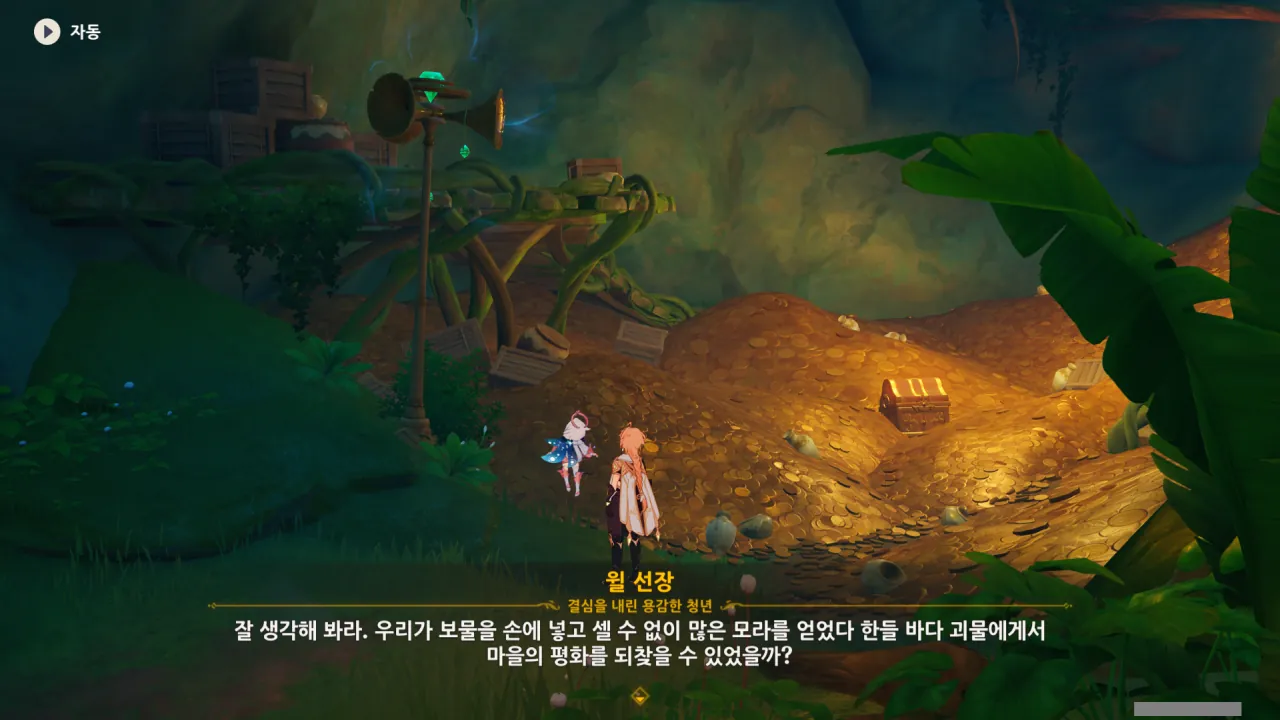 자동
윌 선장
결심을 내린 용감한 청년
잘 생각해 봐라. 우리가 보물을 손에 넣고 셀 수 없이 많은 모라를 얻었다 한들 바다 괴물에게서
마을의 평화를 되찾을 수 있었을까?